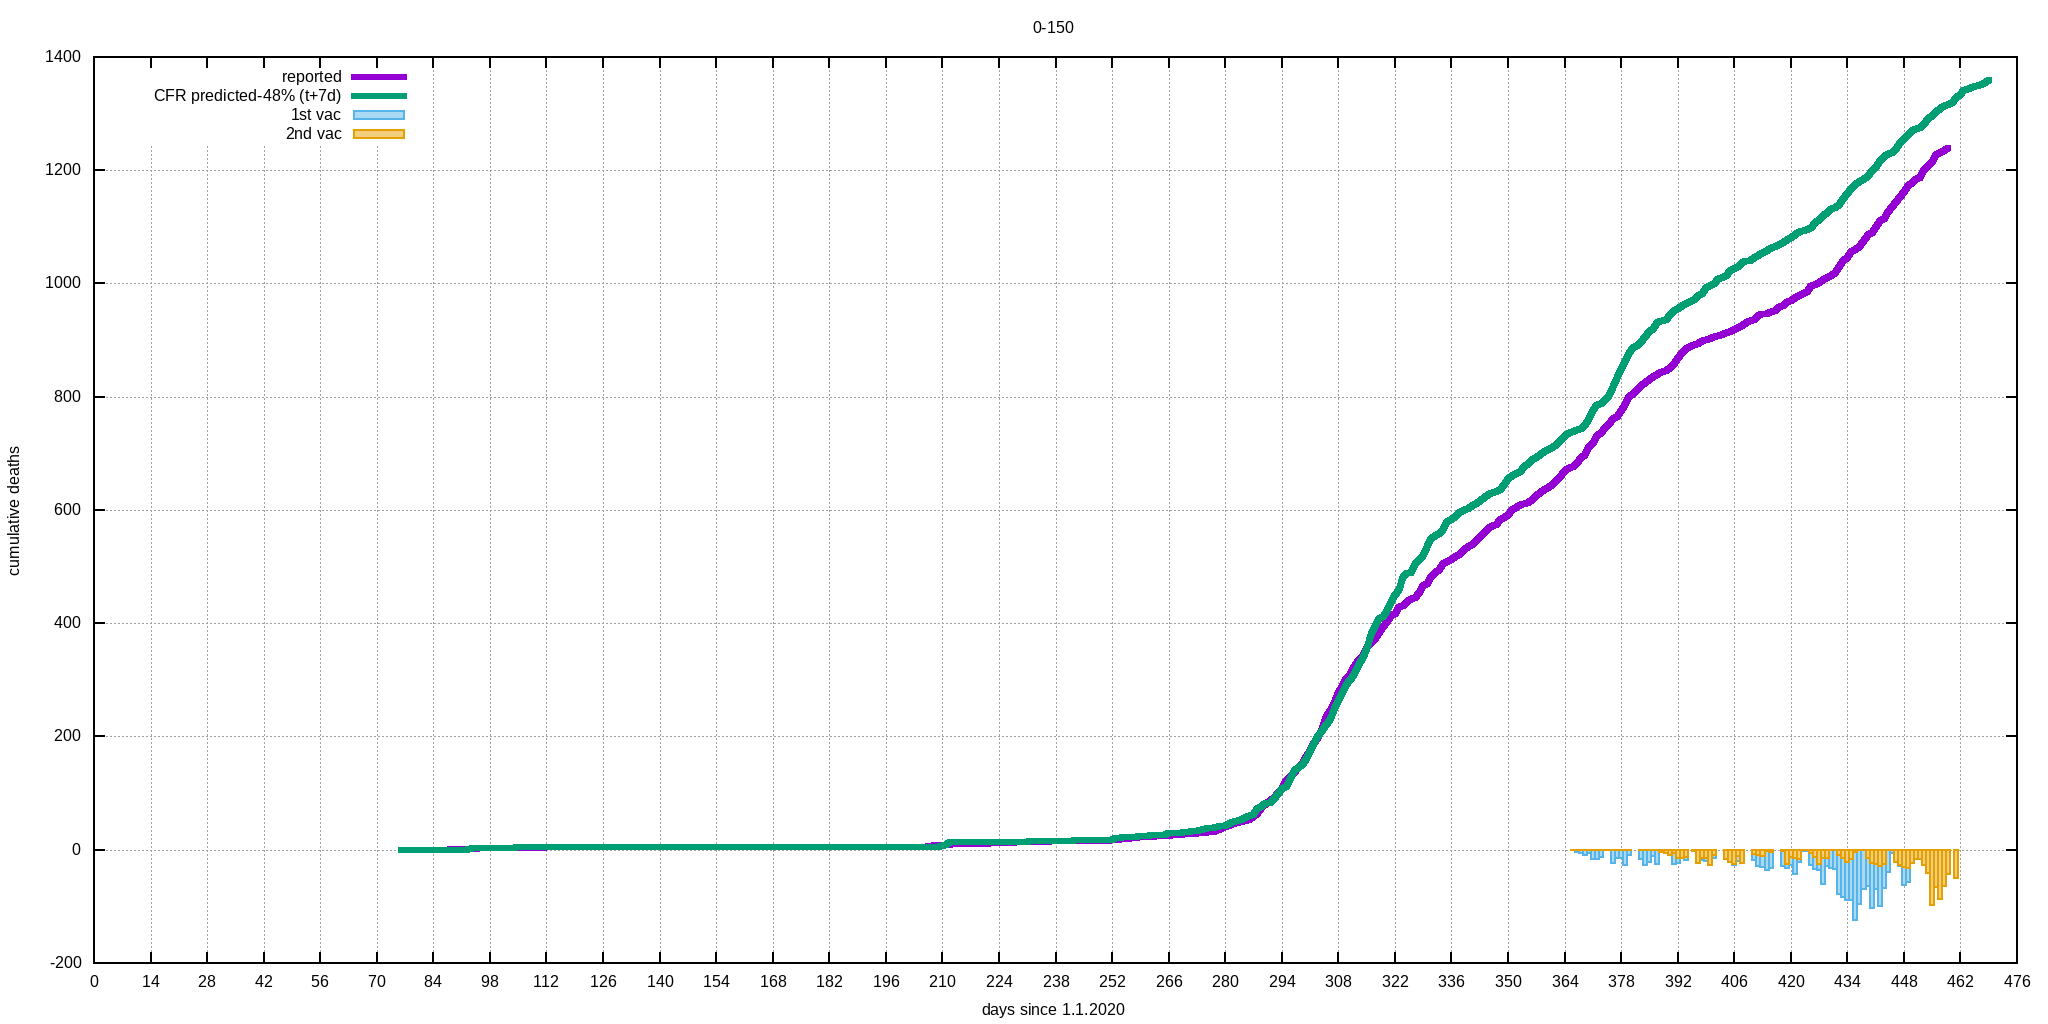 0-150
1400
1200
1000
800
600
400
200
0
-200
cumulative deaths
reported
CFR predicted-48% (t+7d)
1st vac
2nd vac
0 14 28 42 56 70 84 98 112 126 140 154 168 182 196 210 224 238 252 266 280 294 308 322 336 350 364 378 392 406 420 434 448 462 476
days since 1.1.2020